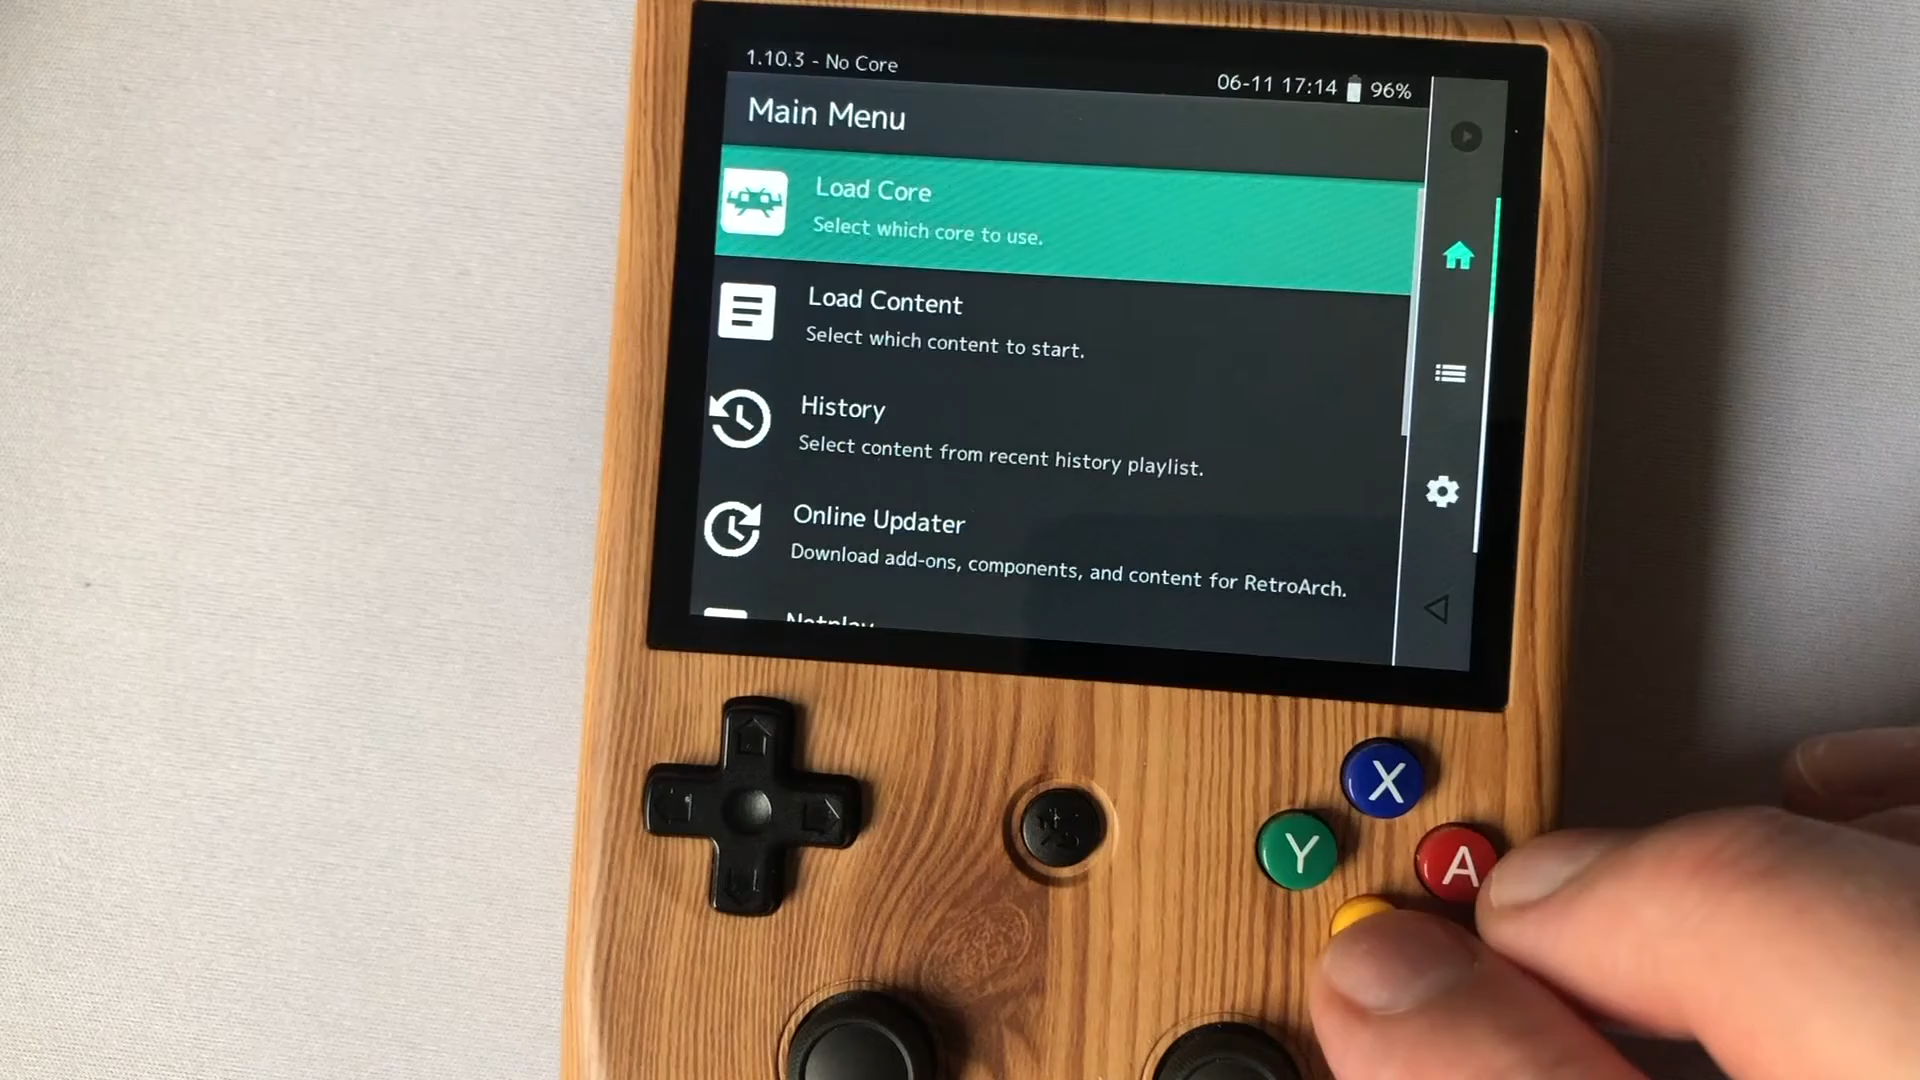 1.10.3 - No Core
06-11 17:14 96%
Main Menu
Load Core
Select which core to use.
Load Content
Select which content to start.
History
Select content from recent history playlist.
Online Updater
Download add-ons, components, and content for RetroArch.
Netplay
X
Y
A